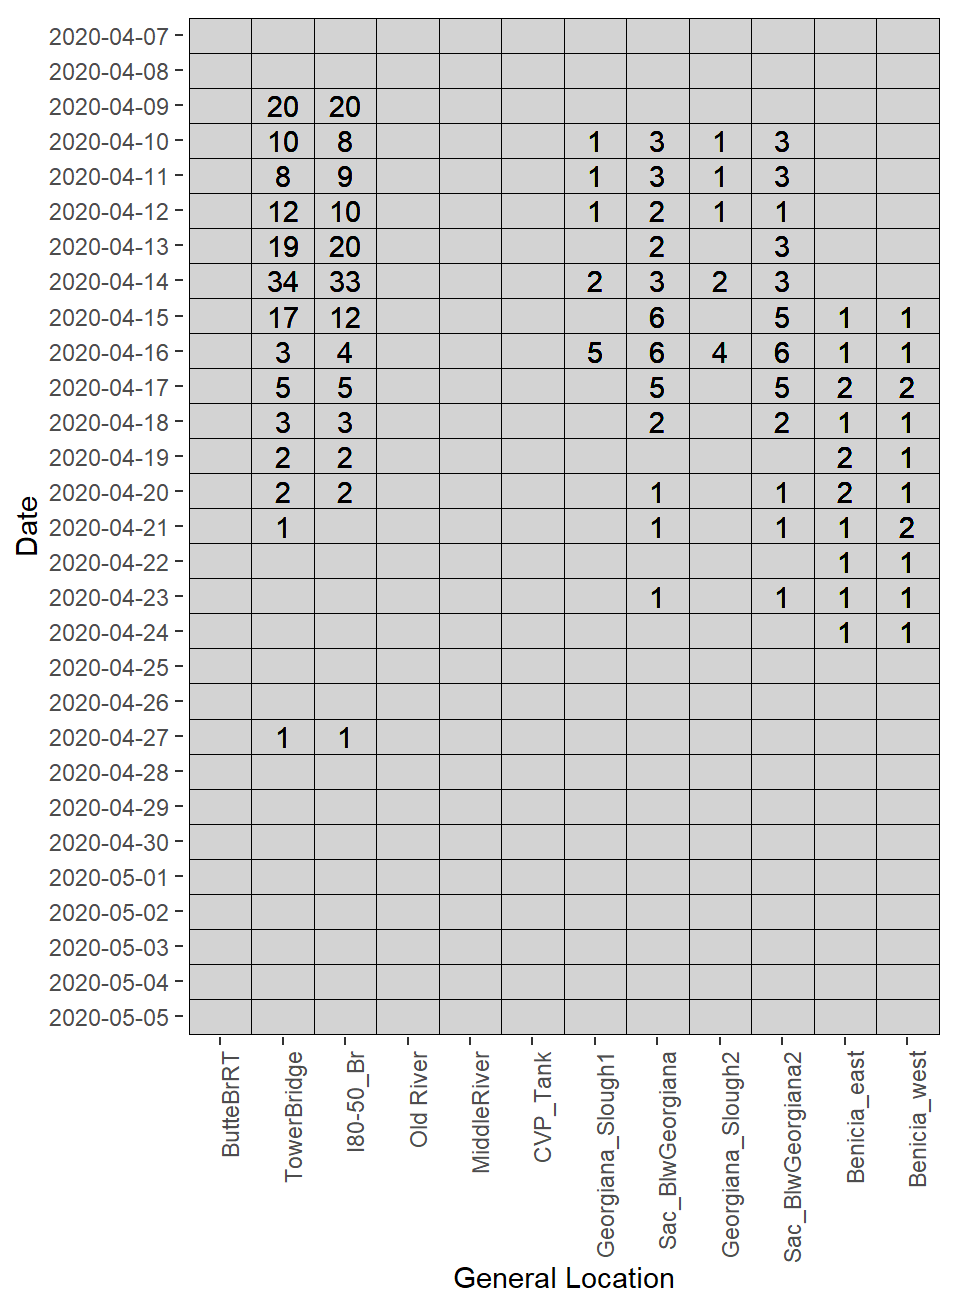 2020-04-07
2020-04-08
2020-04-09 20 20
2020-04-10 10 8 1 3 1 3
2020-04-11 8 9 1 3 1 3
2020-04-12 12 10 1 2 1 1
2020-04-13 19 20 2 3
2020-04-14 34 33 2 3 2 3
2020-04-15 17 12 6 5 1 1
2020-04-16 3 4 5 6 4 6 1 1
2020-04-17 5 5 5 5 2 2
2020-04-18 3 3 2 2 1 1
2020-04-19 2 2 2 1
2020-04-20 2 2 1 1 2 1
2020-04-21 1 1 1 1 2
2020-04-22 1 1
2020-04-23 1 1 1 1
2020-04-24 1 1
2020-04-25
2020-04-26
2020-04-27 1 1
2020-04-28
2020-04-29
2020-04-30
2020-05-01
2020-05-02
2020-05-03
2020-05-04
2020-05-05
Date
ButteBrRT
TowerBridge
I80-50_Br
Old River
MiddleRiver
CVP_Tank
Georgiana_Slough1
Sac_BlwGeorgiana
Georgiana_Slough2
Sac_BlwGeorgiana2
Benicia_east
Benicia_west
General Location